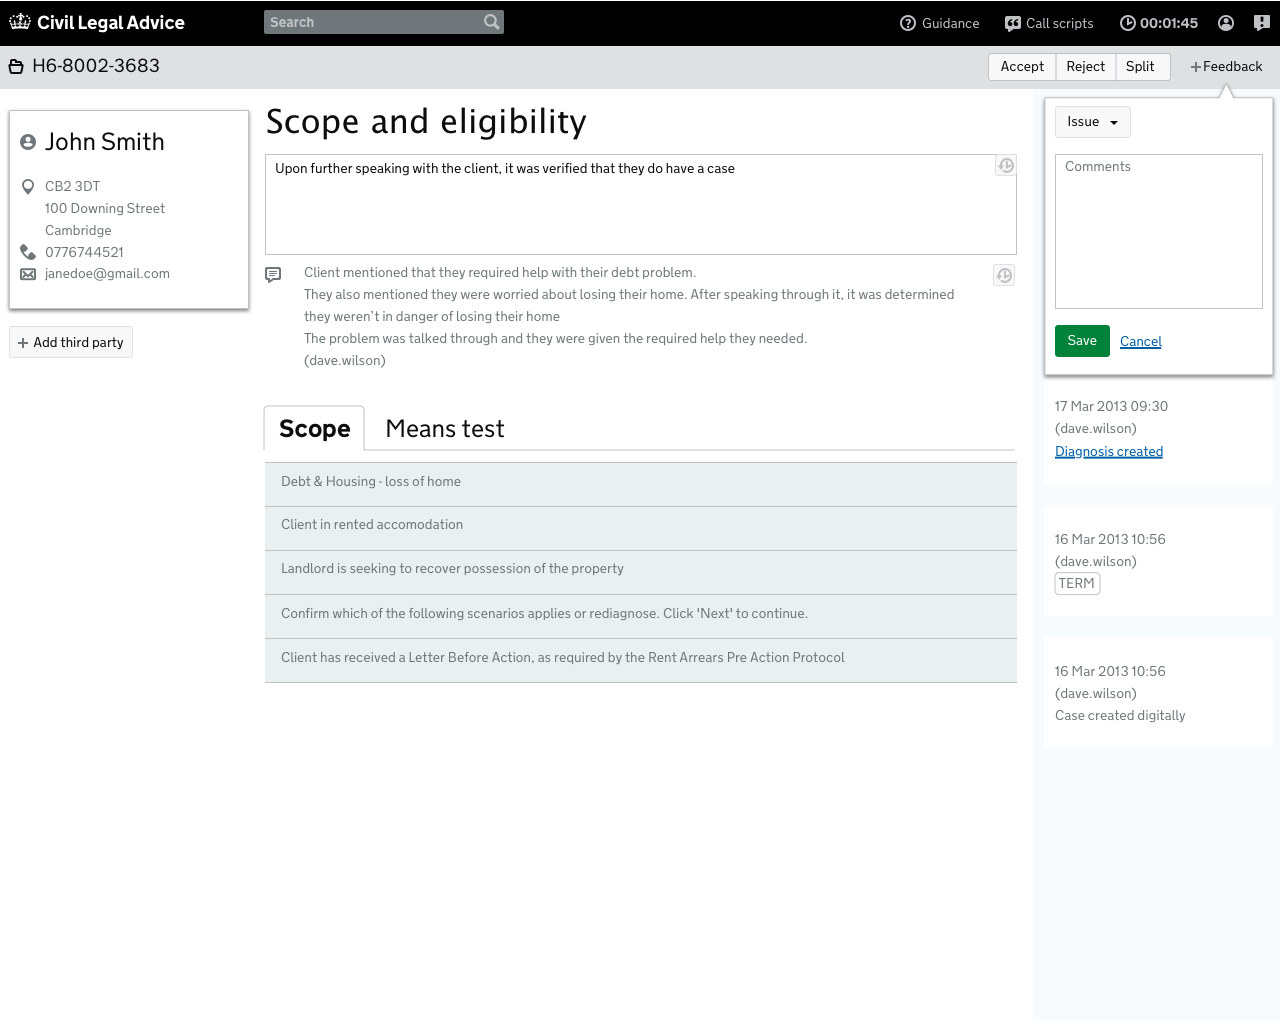 Civil Legal Advice
Search
Guidance
Call scripts
00:01:45
H6-8002-3683
Accept
Reject
Split
+Feedback
John Smith
CB2 3DT
100 Downing Street
Cambridge
0776744521
janedoe@gmail.com
+ Add third party
Scope and eligibility
Upon further speaking with the client, it was verified that they do have a case
Client mentioned that they required help with their debt problem.
They also mentioned they were worried about losing their home. After speaking through it, it was determined
they weren't in danger of losing their home
The problem was talked through and they were given the required help they needed.
(dave.wilson)
Scope
Means test
Debt & Housing - loss of home
Client in rented accomodation
Landlord is seeking to recover possession of the property
Confirm which of the following scenarios applies or rediagnose. Click 'Next' to continue.
Client has received a Letter Before Action, as required by the Rent Arrears Pre Action Protocol
Issue
Comments
Save
Cancel
17 Mar 2013 09:30
(dave.wilson)
Diagnosis created
16 Mar 2013 10:56
(dave.wilson)
TERM
16 Mar 2013 10:56
(dave.wilson)
Case created digitally